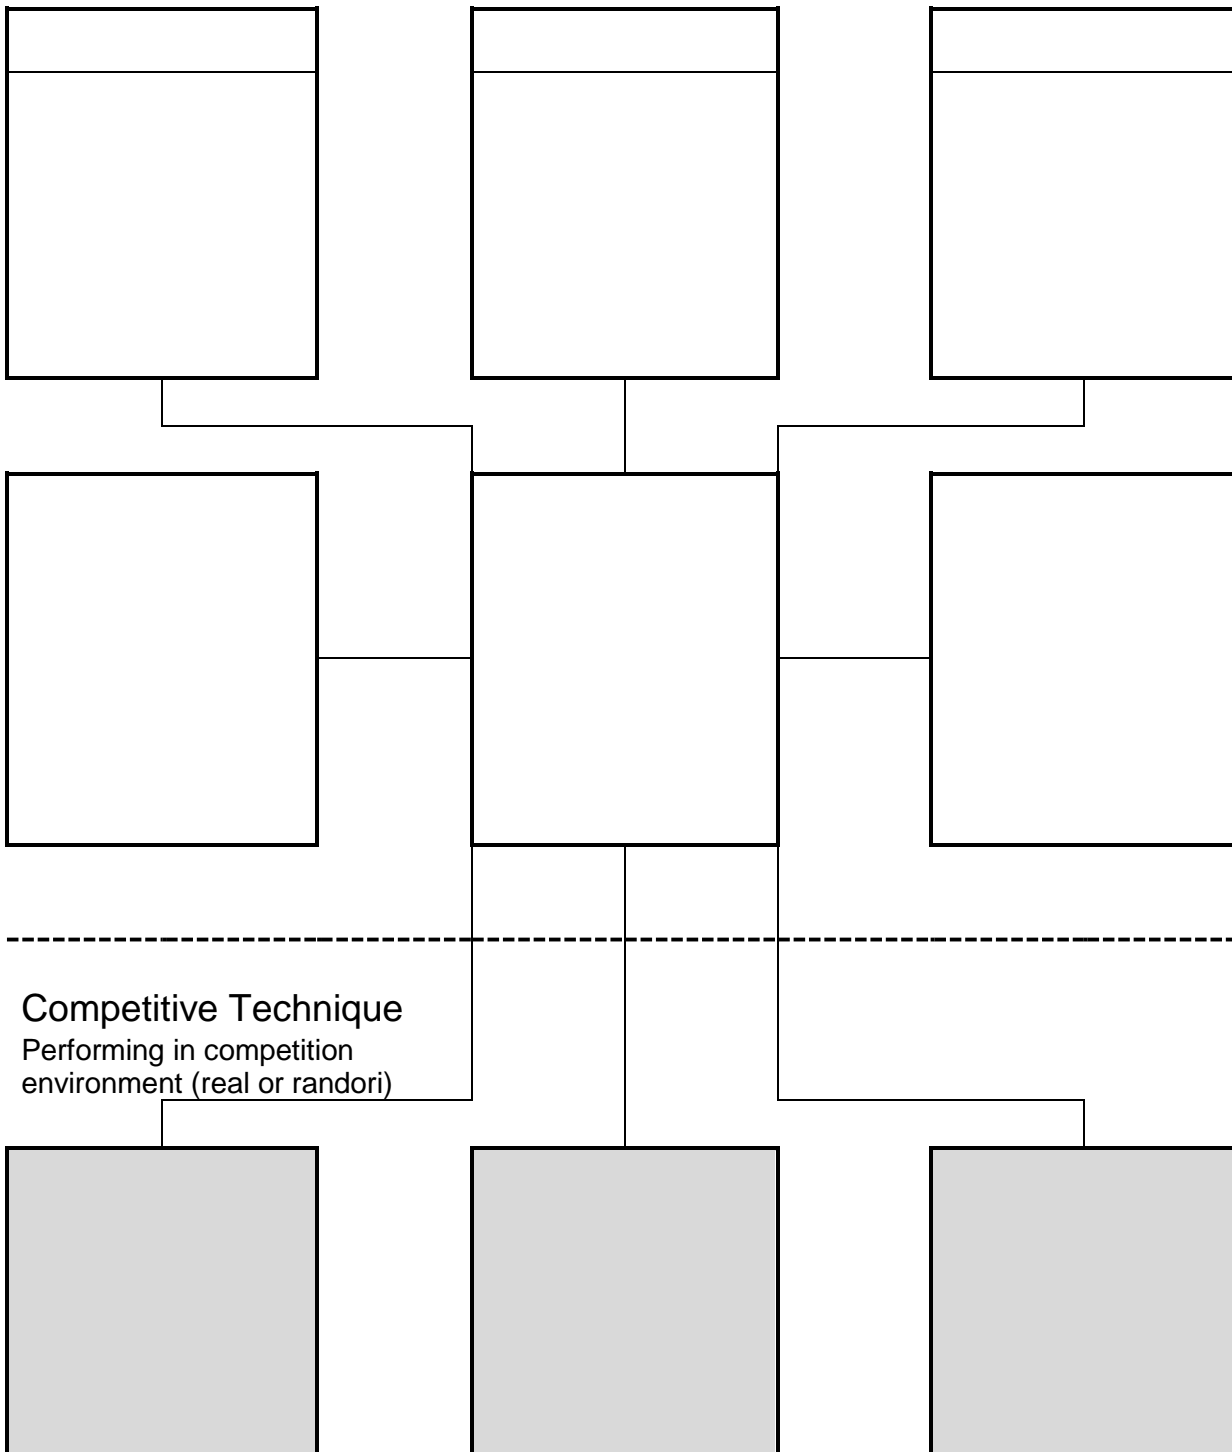 Competitive Technique
Performing in competition
environment (real or randori)